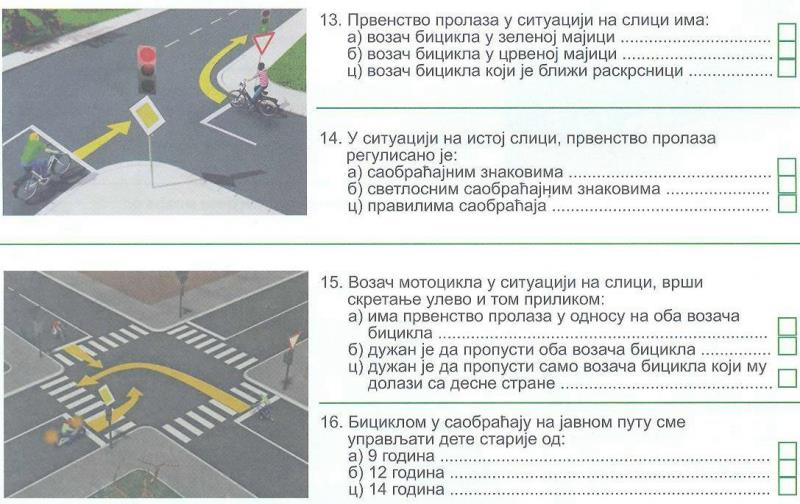 13. Првенство пролаза у ситуацији на слици има:
а) возач бицикла у зеленој мајици
б) возач бицикла у црвеној мајици
ц) возач бицикла који је ближи раскрсници
14. У ситуацији на истој слици, првенство пролаза
регулисано је:
а) саобраћајним знаковима
б) светлосним саобраћајним знаковима
ц) правилима саобраћаја
15. Возач мотоцикла у ситуацији на слици, врши
скретање улево и том приликом:
а) има првенство пролаза у односу на оба возача
бицикла
б) дужан је да пропусти оба возача бицикла
ц) дужан је да пропусти само возача бицикла који му
долази са десне стране
16. Бициклом у саобраћају на јавном путу сме
управљати дете старије од:
а) 9 година
б) 12 година
ц) 14 година